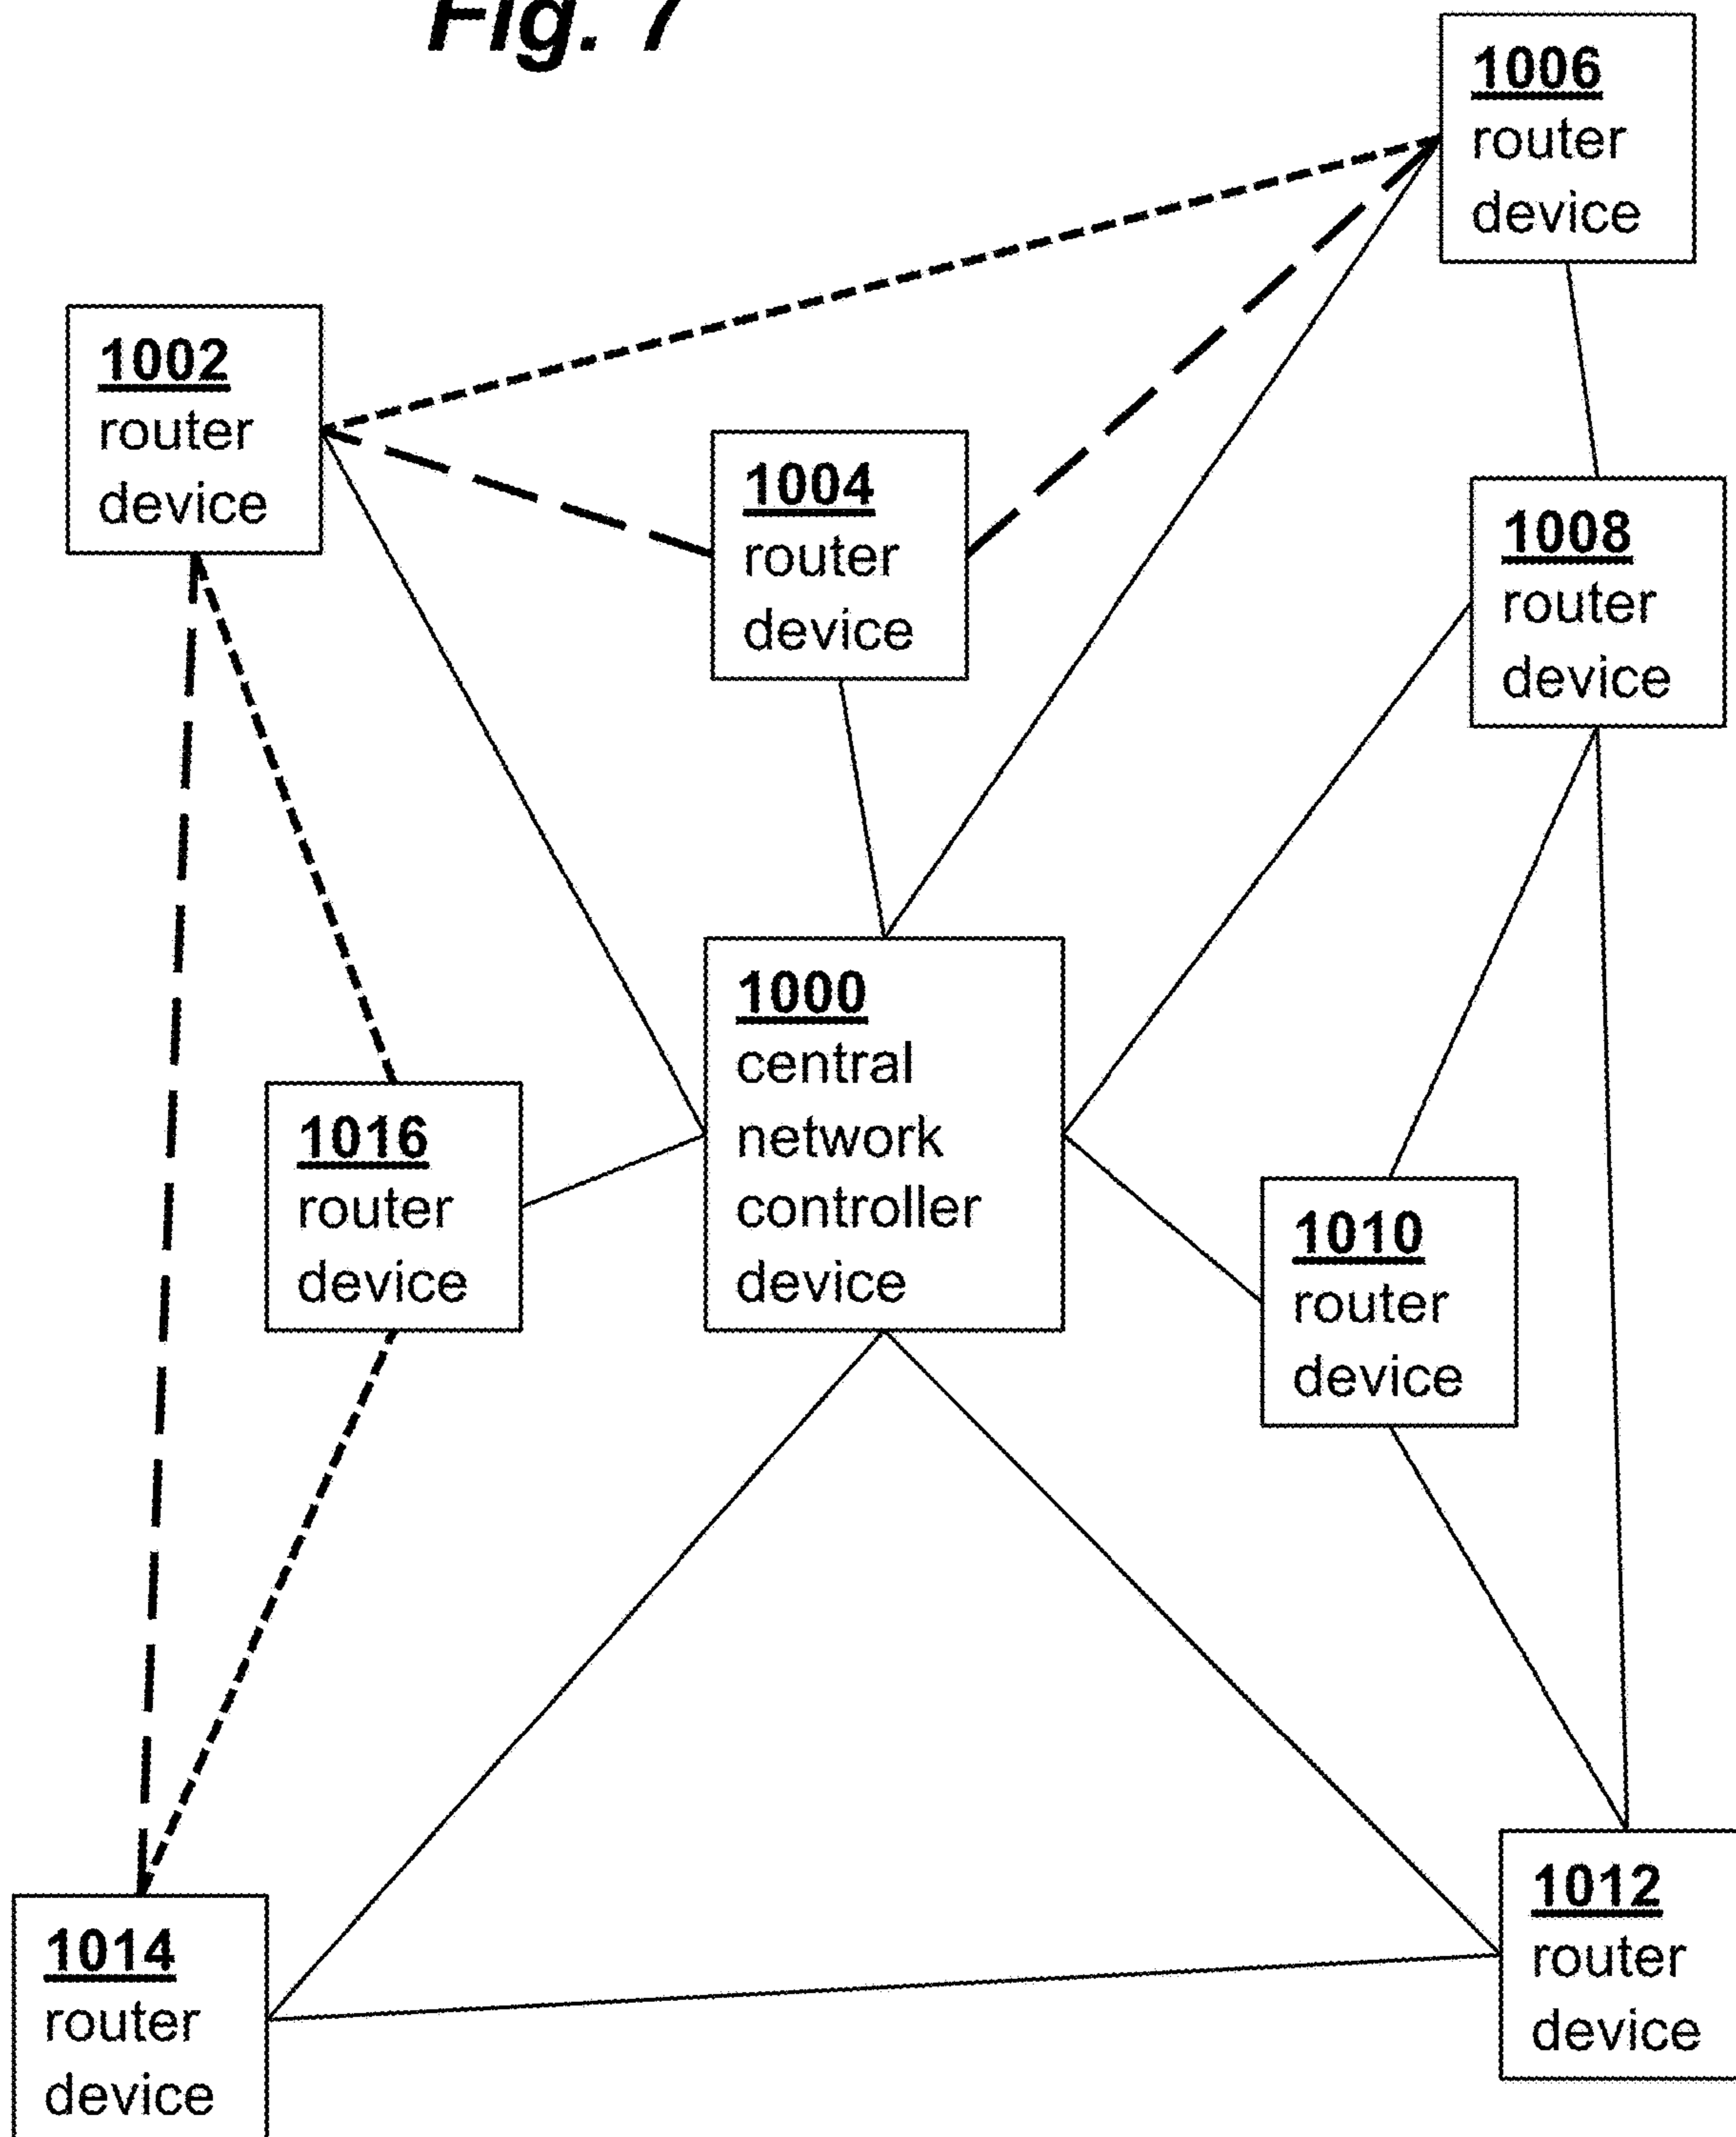 Fig. 7
1006
router
device
1002
router
device
1004
router
device
1008
router
device
1000
central
network
controller
device
1016
router
device
1010
router
device
1012
router
device
1014
router
device